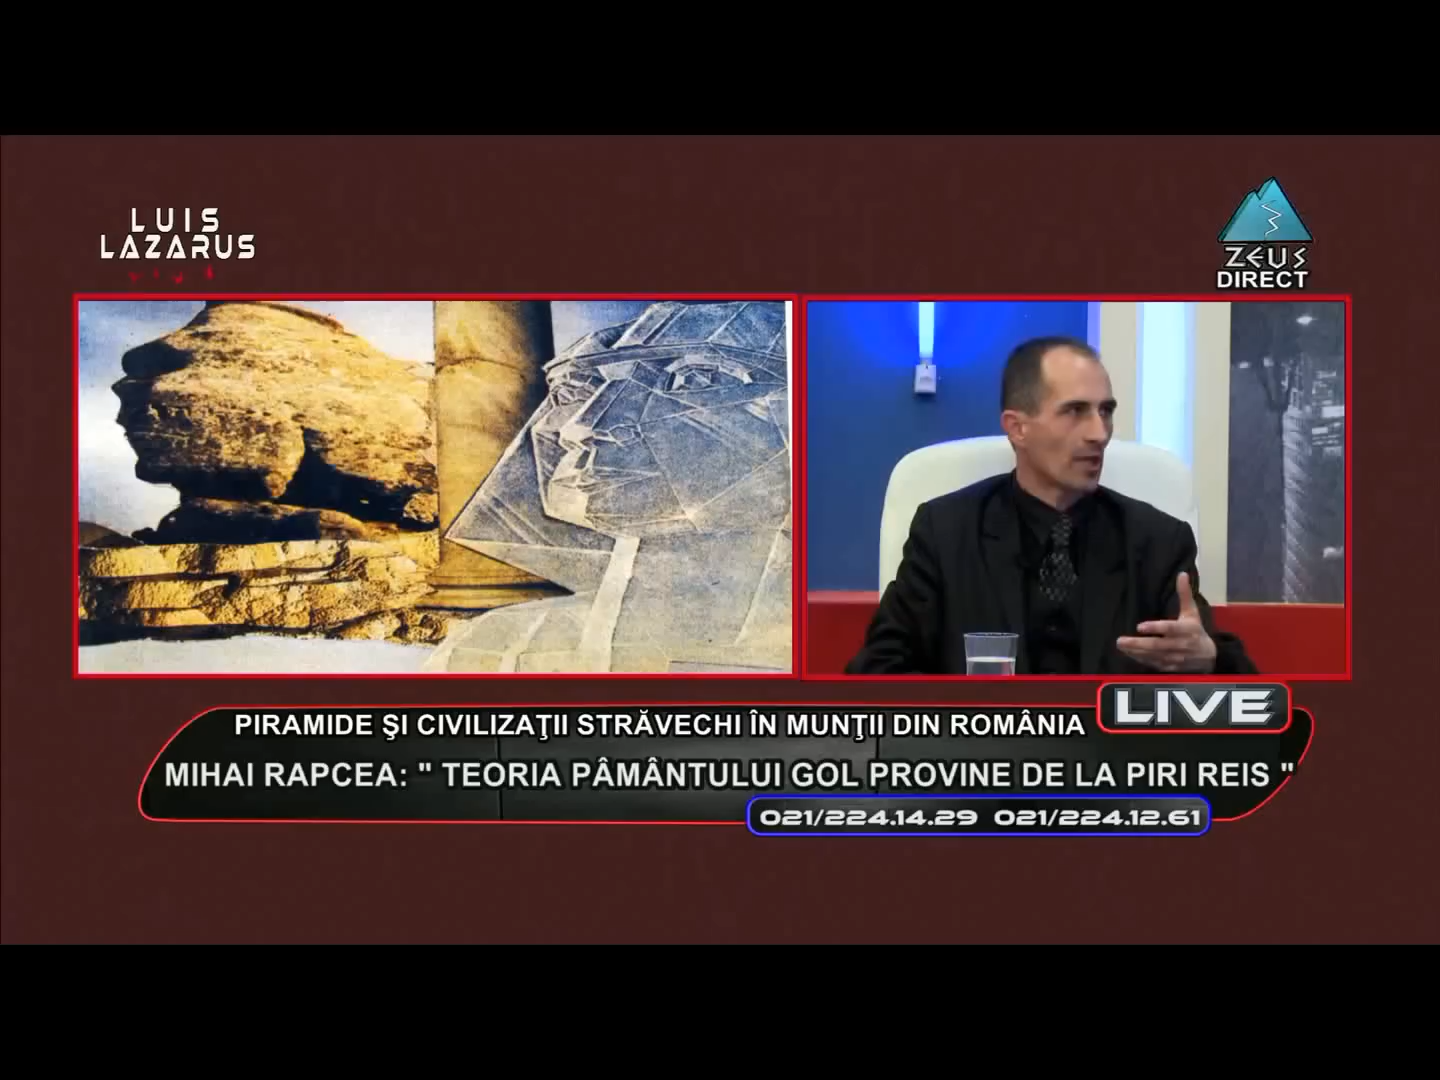 LUIS
LAZARUS
ZEUS
DIRECT
LIVE
PIRAMIDE ŞI CIVILIZAŢII STRĂVECHI ÎN MUNŢII DIN ROMÂNIA
MIHAI RAPCEA: " TEORIA PÂMÂNTULUI GOL PROVINE DE LA PIRI REIS "
021/224.14.29 021/224.12.61